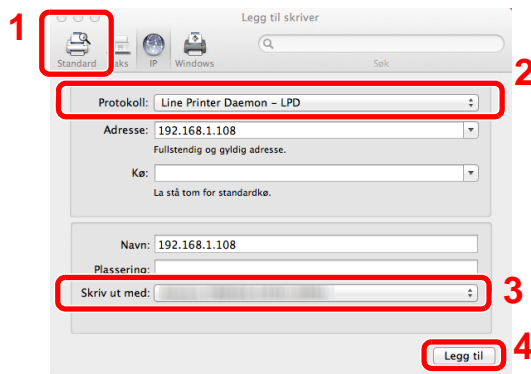 1
Legg til skriver
Standard Faks IP Windows
Søk
2
Protokoll: Line Printer Daemon – LPD
Adresse: 192.168.1.108
Fullstendig og gyldig adresse.
Kø:
La stå tom for standardkø.
Navn: 192.168.1.108
Plassering:
Skriv ut med:
3
Legg til
4